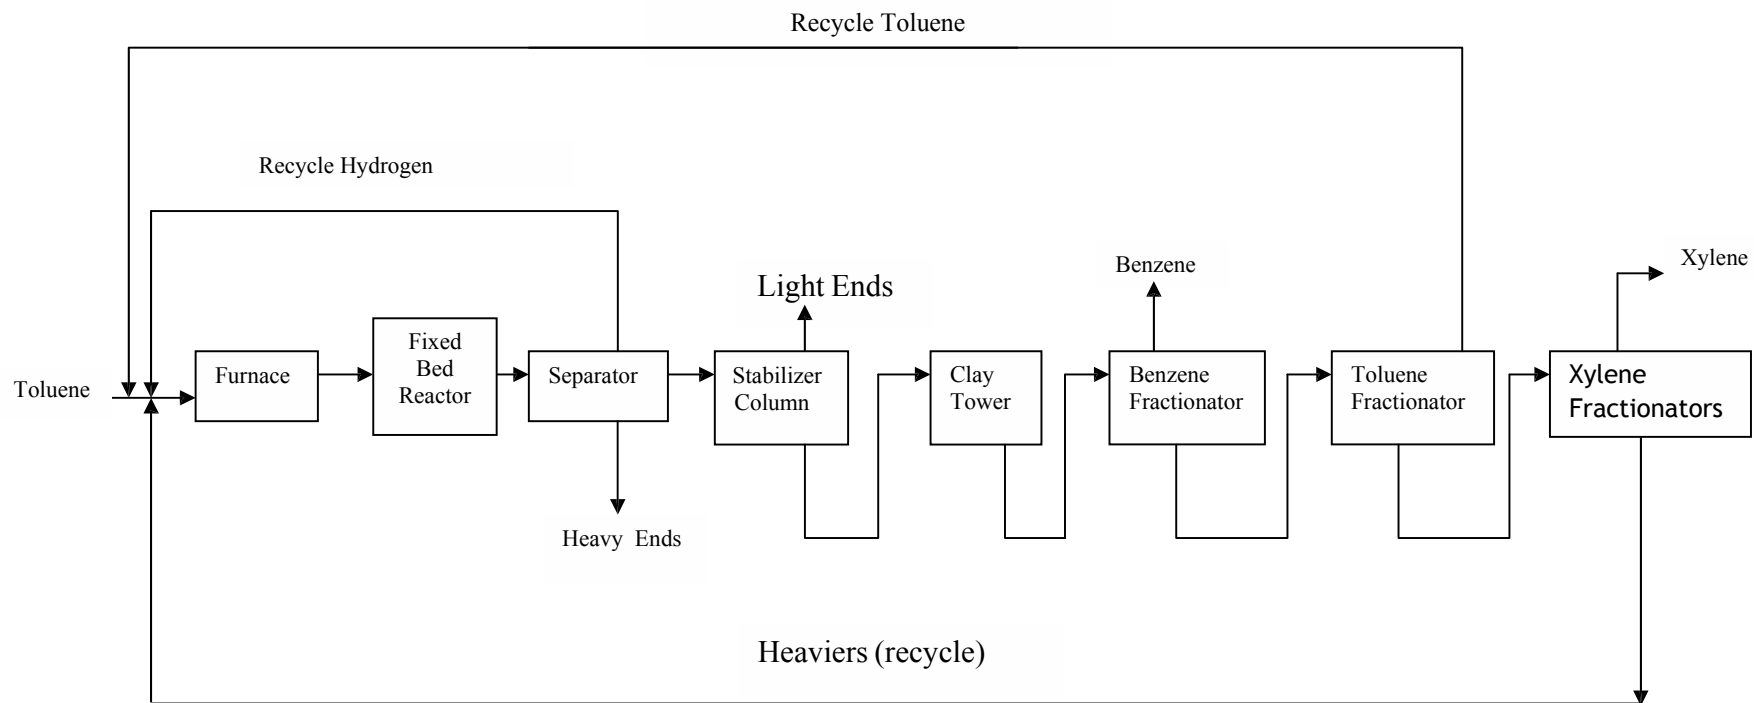 Recycle Toluene
Recycle Hydrogen
Benzene
Xylene
Light Ends
Toluene
Furnace
Fixed
Bed
Reactor
Separator
Stabilizer
Column
Clay
Tower
Benzene
Fractionator
Toluene
Fractionator
Xylene
Fractionators
Heavy Ends
Heaviers (recycle)